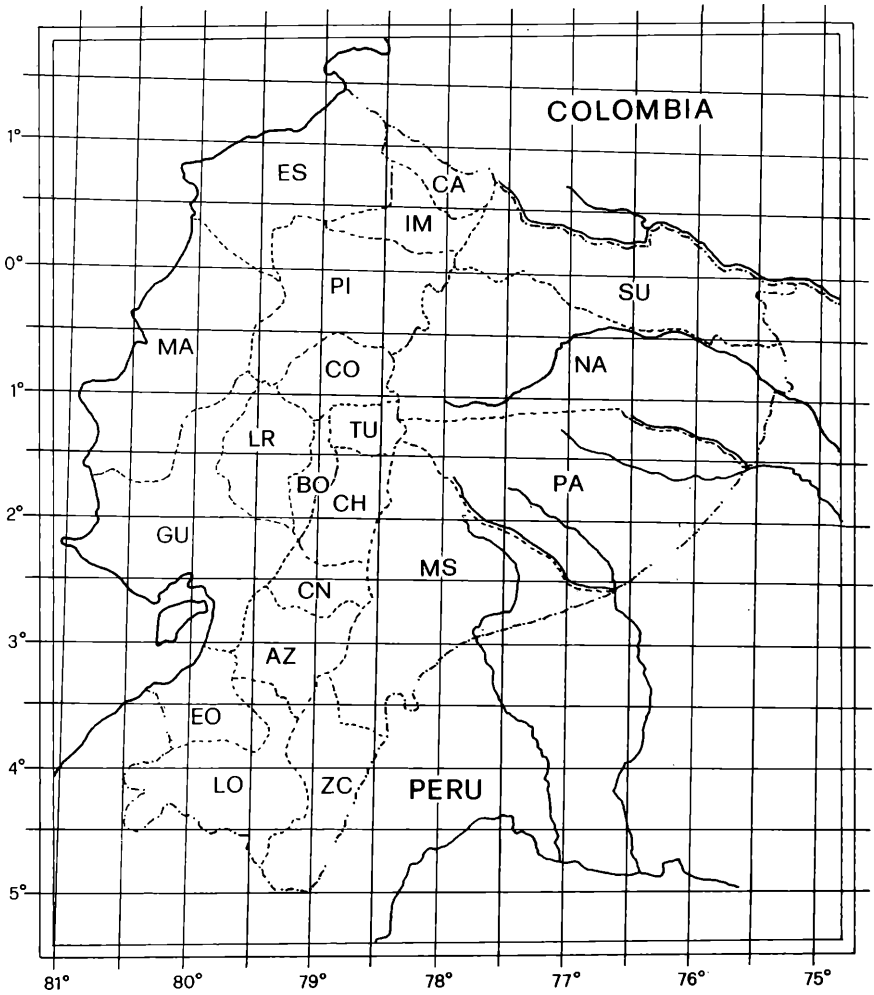 COLOMBIA
1°
ES
CA
IM
0°
PI
SU
MA
CO
NA
1°
LR
TU
BO
CH
PA
2°
GU
MS
CN
3°
AZ
EO
4°
LO
ZC
PERU
5°
81° 80° 79° 78° 77° 76° 75°